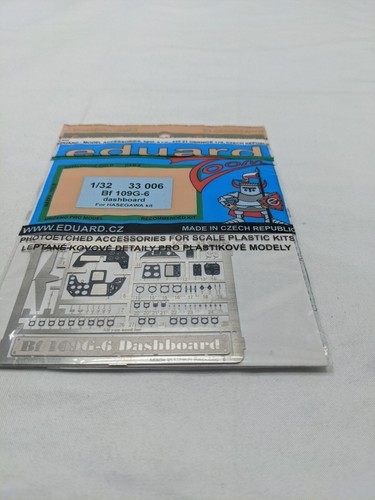 eduard
Zoom
1/32 33 006
Bf 109G-6
dashboard
For HASEGAWA kit
WWW.EDUARD.CZ
MADE IN CZECH REPUBLIC
PHOTOETCHED ACCESSORIES FOR SCALE PLASTIC KITS
LEPTANÉ KOVOVÉ DETAILY PRO PLASTIKOVÉ MODELY
Bf 109G-6 Dashboard